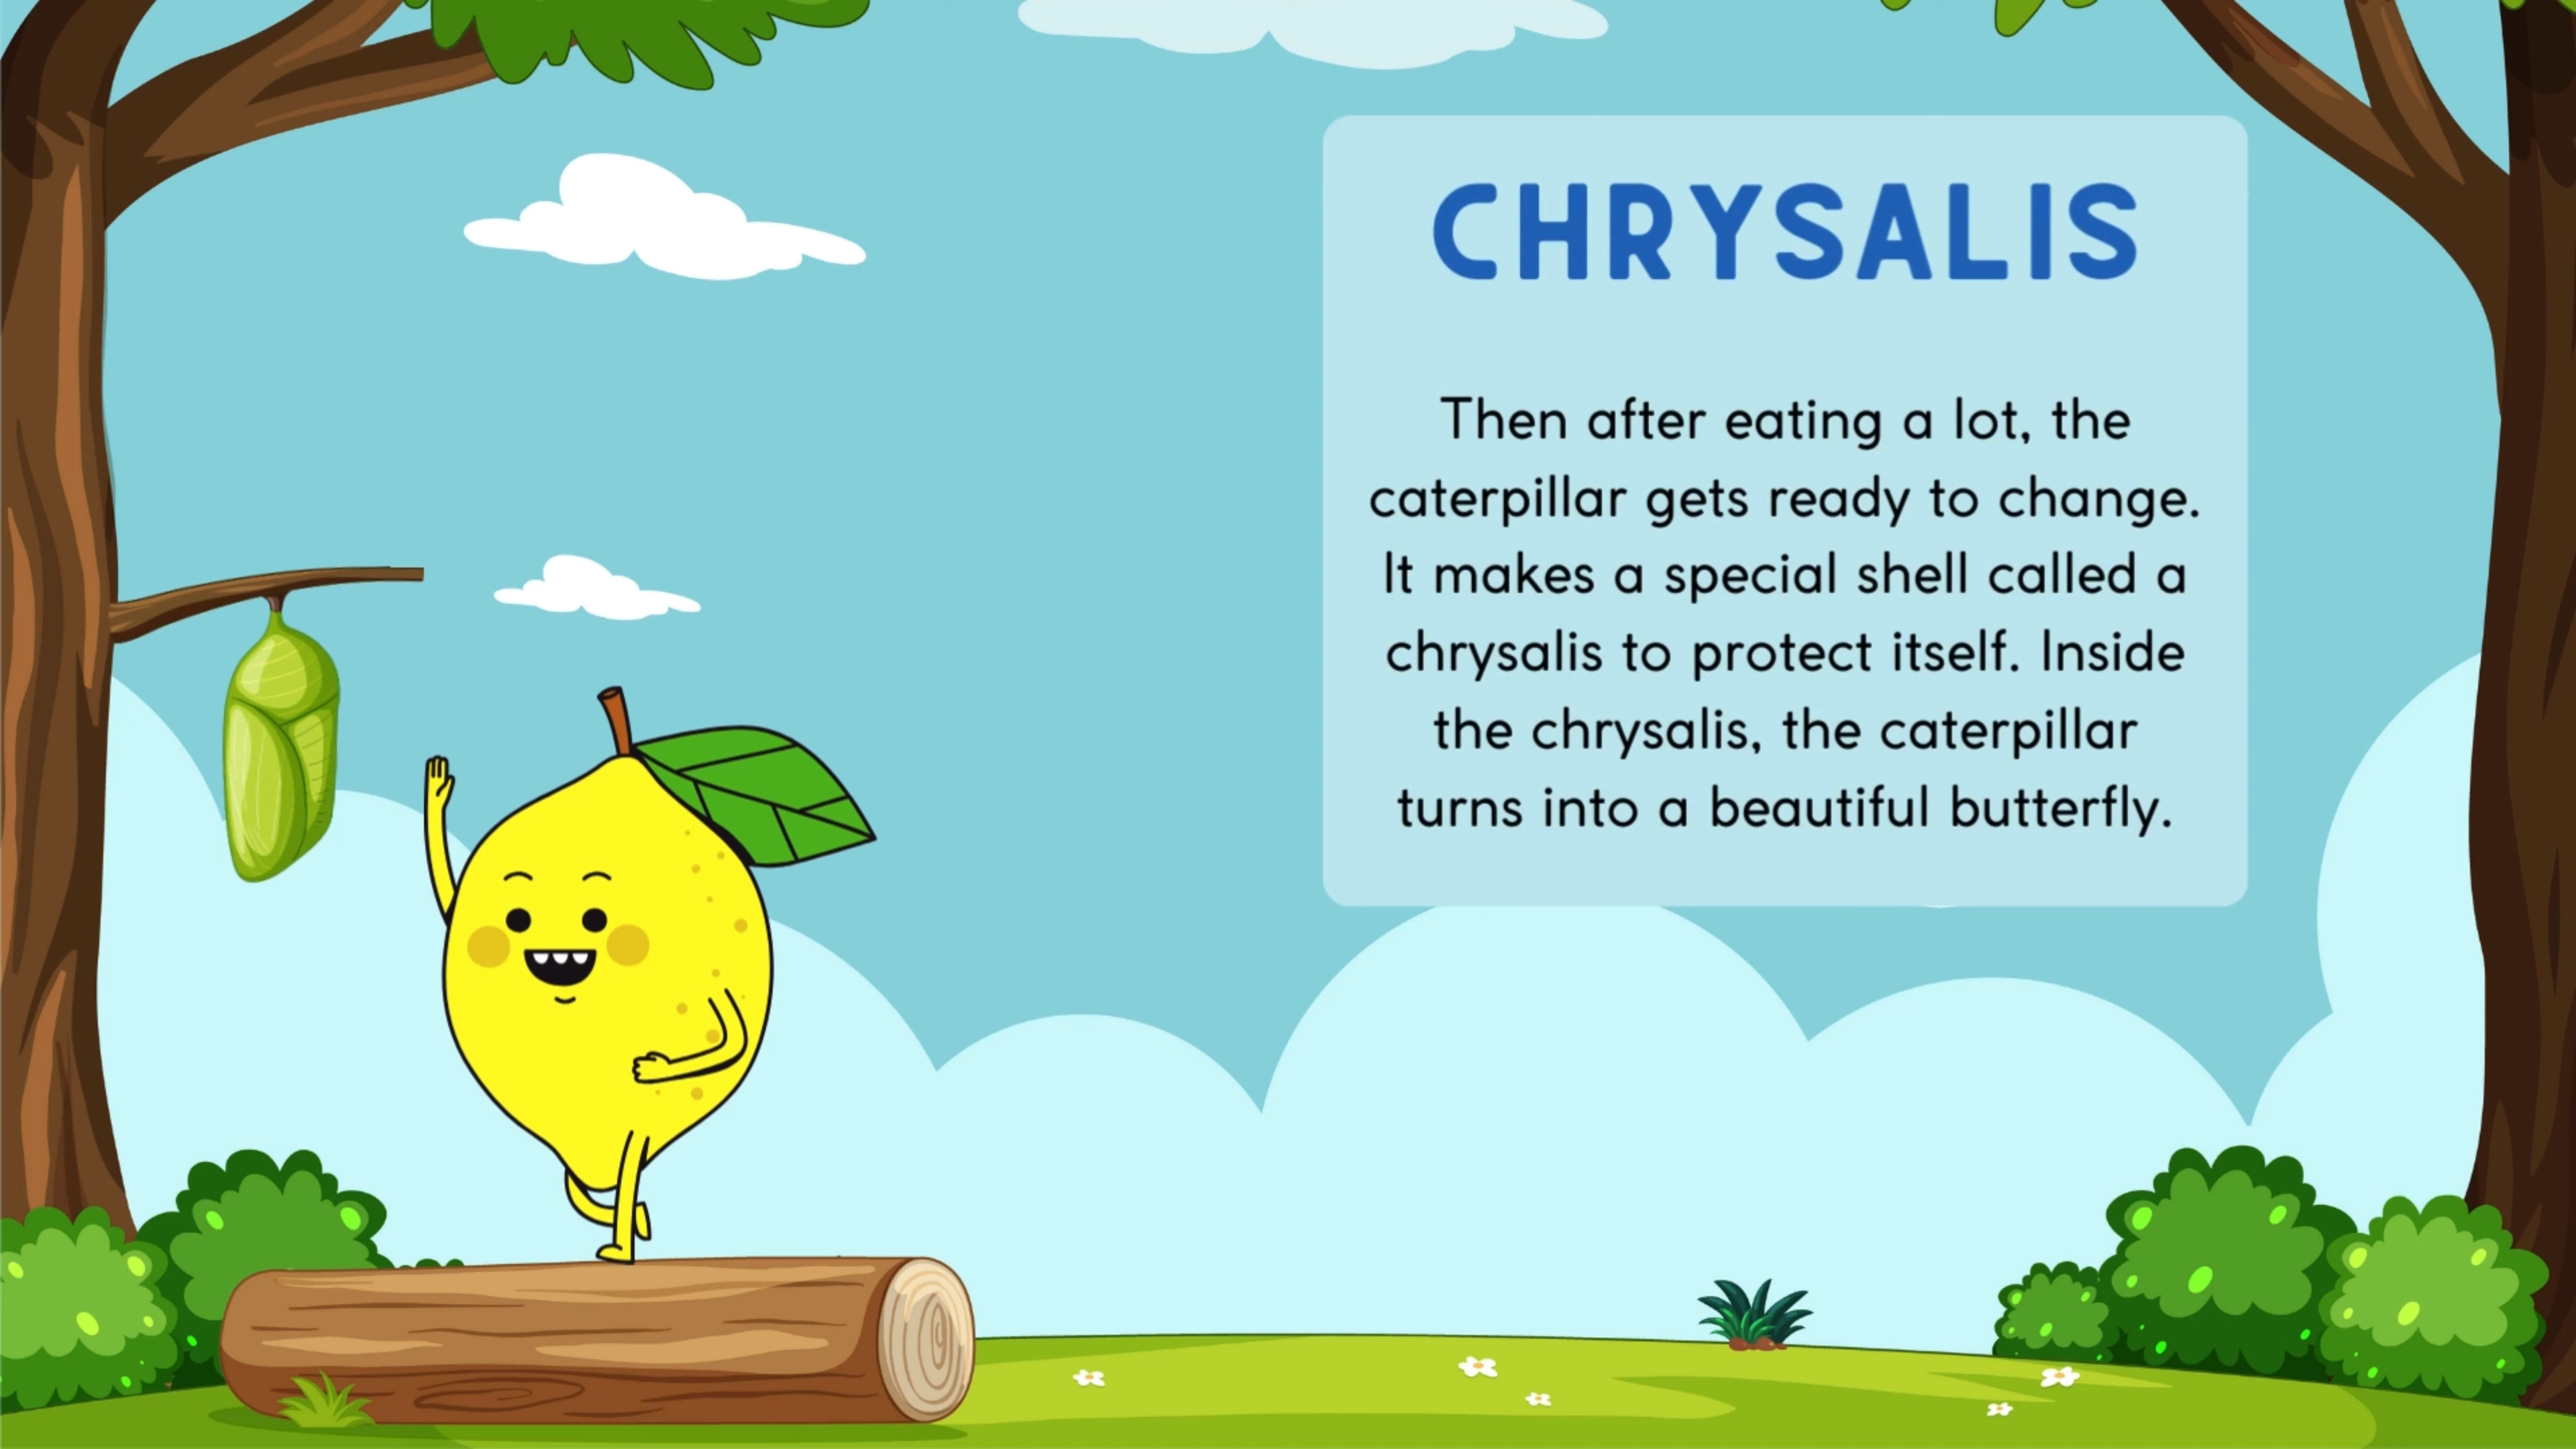 CHRYSALIS
Then after eating a lot, the
caterpillar gets ready to change.
It makes a special shell called a
chrysalis to protect itself. Inside
the chrysalis, the caterpillar
turns into a beautiful butterfly.